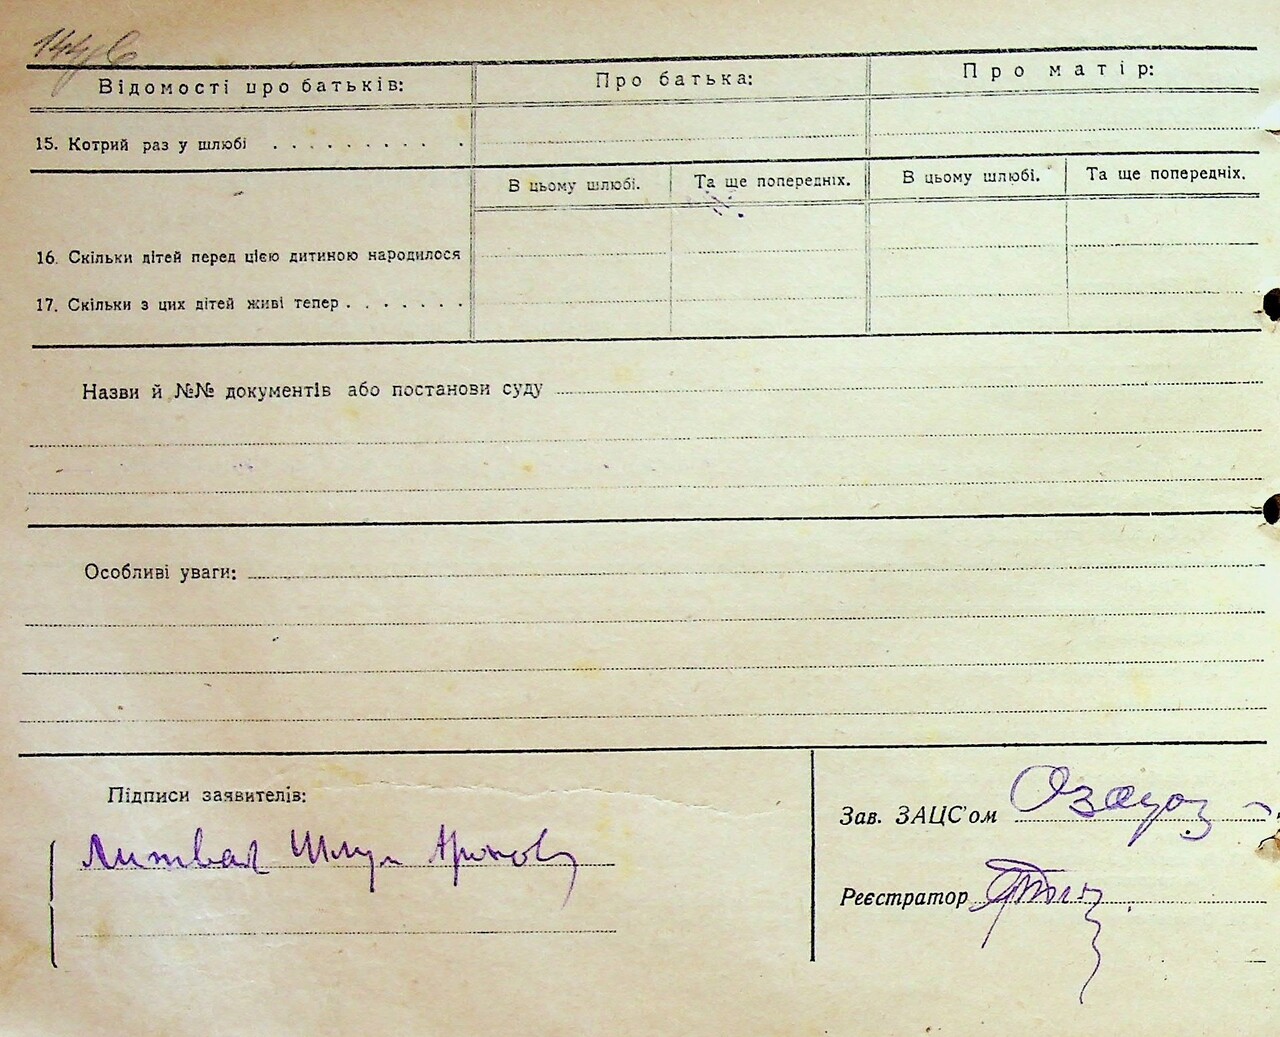 Відомості про батьків:
Про батька:
Про матір:
15. Котрий раз у шлюбі . . . . . . . . . .
В цьому шлюбі.
Та ще попередніх.
В цьому шлюбі.
Та ще попередніх.
16. Скільки дітей перед цією дитиною народилося
17. Скільки з цих дітей живі тепер . . . . . . .
Назви й №№ документів або постанови суду
Особливі уваги:
Підписи заявителів:
Литвак Шлум Аронов
Зав. ЗАЦС'ом
Реєстратор